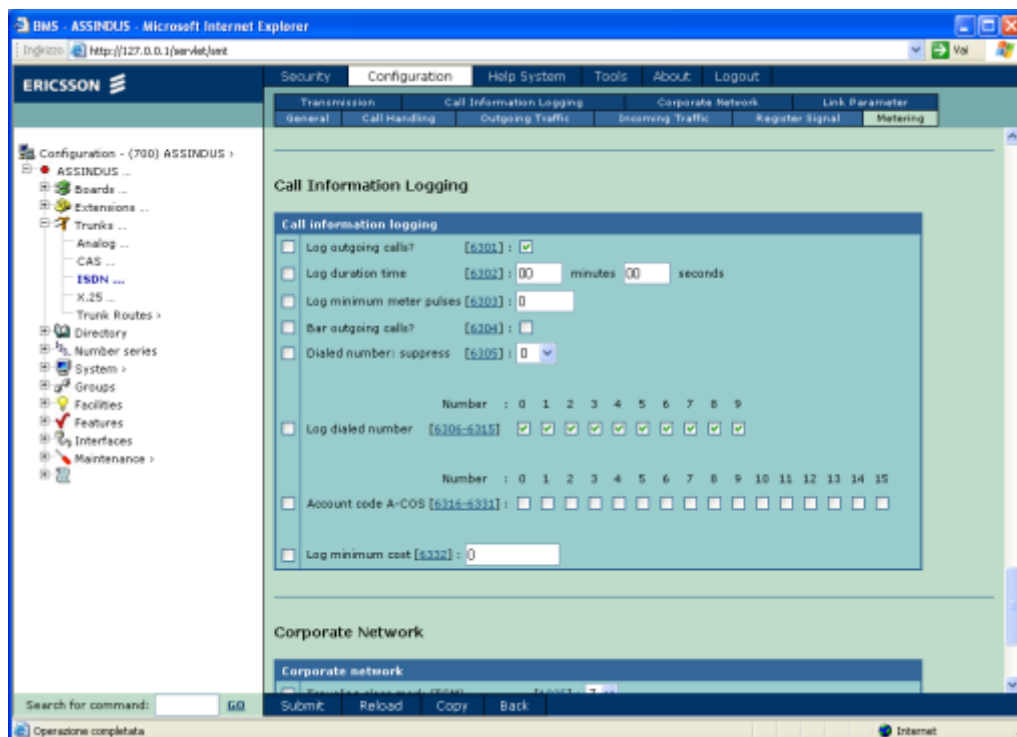 BMS - ASSINDUS - Microsoft Internet Explorer
Indirizzo http://127.0.0.1/servlet/smt Vai
ERICSSON
Security Configuration Help System Tools About Logout
Transmission Call Information Logging Corporate Network Link Parameter
General Call Handling Outgoing Traffic Incoming Traffic Register Signal Metering
Configuration - (700) ASSINDUS ›
ASSINDUS ...
Boards ...
Extensions ...
Trunks ...
Analog ...
CAS ...
ISDN ...
X.25 ...
Trunk Routes ›
Directory
Number series
System ›
Groups
Facilities
Features
Interfaces
Maintenance ›
Call Information Logging
Call information logging
Log outgoing calls? [6301] :
Log duration time [6302] : 00 minutes 00 seconds
Log minimum meter pulses [6303] : 0
Bar outgoing calls? [6304] :
Dialed number: suppress [6305] : 0
Number : 0 1 2 3 4 5 6 7 8 9
Log dialed number [6306-6315]
Number : 0 1 2 3 4 5 6 7 8 9 10 11 12 13 14 15
Account code A-COS [6316-6331] :
Log minimum cost [6332] : 0
Corporate Network
Corporate network
Search for command: GO
Submit Reload Copy Back
Operazione completata Internet